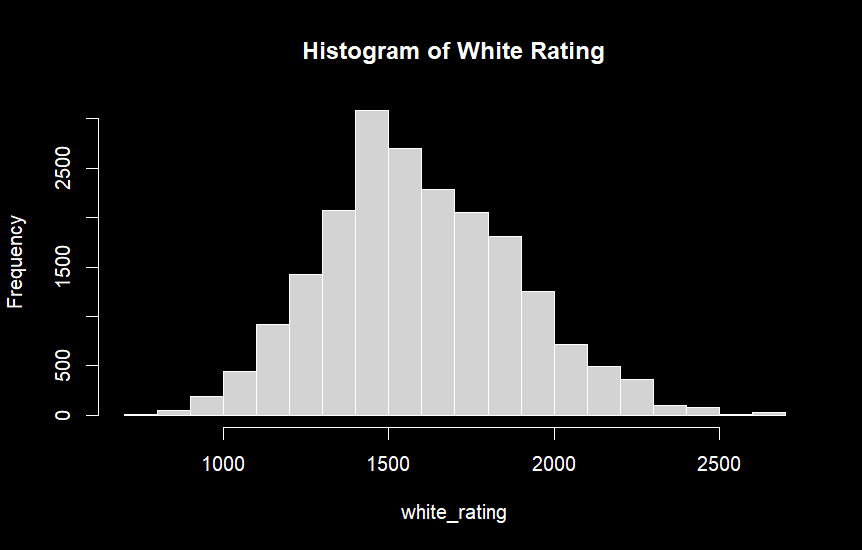 Histogram of White Rating
Frequency
2500
1500
500
0
1000 1500 2000 2500
white_rating